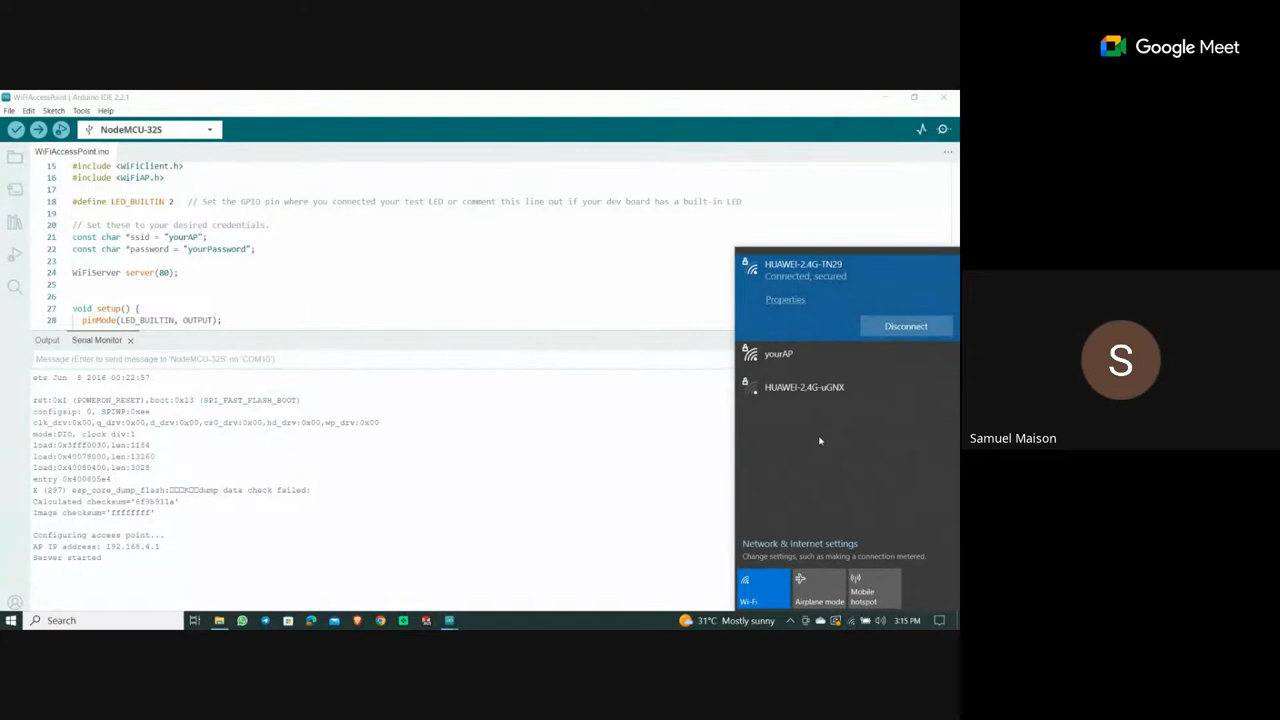 Google Meet
WiFiAccessPoint | Arduino IDE 2.2.1
File Edit Sketch Tools Help
NodeMCU-32S
WiFiAccessPoint.ino
15 #include <WiFiClient.h>
16 #include <WiFiAP.h>
17
18 #define LED_BUILTIN 2 // Set the GPIO pin where you connected your test LED or comment this line out if your dev board has a built-in LED
19
20 // Set these to your desired credentials.
21 const char *ssid = "yourAP";
22 const char *password = "yourPassword";
23
24 WiFiServer server(80);
25
26
27 void setup() {
28 pinMode(LED_BUILTIN, OUTPUT);
Output Serial Monitor
Message (Enter to send message to 'NodeMCU-32S' on 'COM10')
ets Jun 8 2016 00:22:57
rst:0x1 (POWERON_RESET),boot:0x13 (SPI_FAST_FLASH_BOOT)
configsip: 0, SPIWP:0xee
clk_drv:0x00,q_drv:0x00,d_drv:0x00,cs0_drv:0x00,hd_drv:0x00,wp_drv:0x00
mode:DIO, clock div:1
load:0x3fff0030,len:1184
load:0x40078000,len:13260
load:0x40080400,len:3028
entry 0x400805e4
E (297) esp_core_dump_flash: dump data check failed:
Calculated checksum='6f9b911a'
Image checksum='ffffffff'
Configuring access point...
AP IP address: 192.168.4.1
Server started
HUAWEI-2.4G-TN29
Connected, secured
Properties
Disconnect
yourAP
HUAWEI-2.4G-uGNX
Network & Internet settings
Change settings, such as making a connection metered.
Wi-Fi
Airplane mode
Mobile
hotspot
Search
31°C Mostly sunny
3:15 PM
S
Samuel Maison